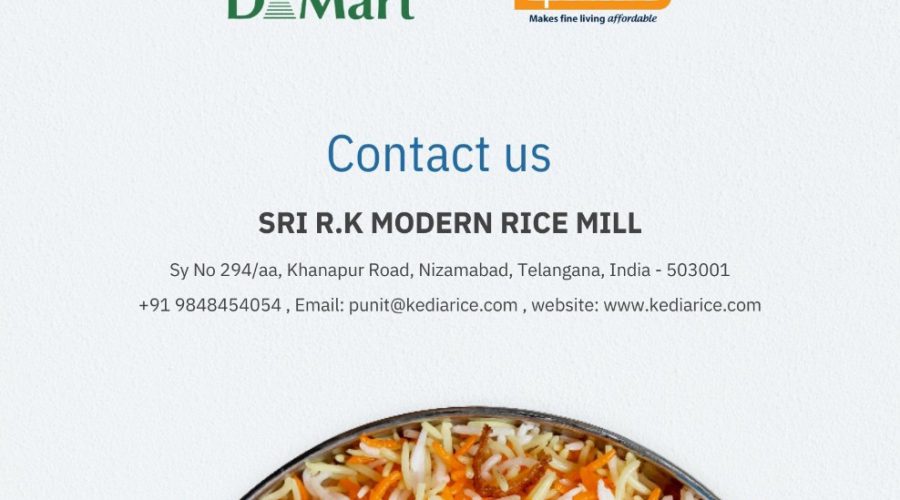 D Mart
Makes fine living affordable
Contact us
SRI R.K MODERN RICE MILL
Sy No 294/aa, Khanapur Road, Nizamabad, Telangana, India - 503001
+91 9848454054 , Email: punit@kediarice.com , website: www.kediarice.com